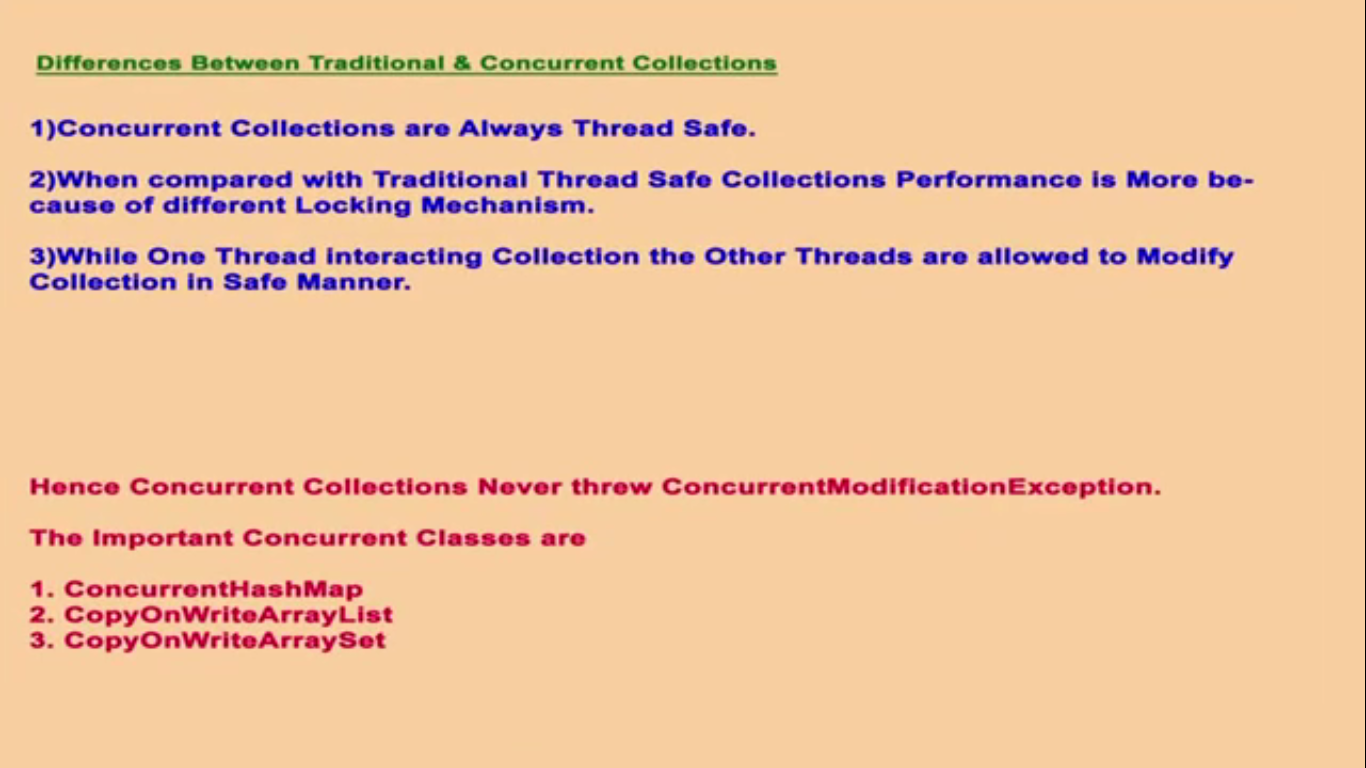 Differences Between Traditional & Concurrent Collections
1)Concurrent Collections are Always Thread Safe.
2)When compared with Traditional Thread Safe Collections Performance is More be-
cause of different Locking Mechanism.
3)While One Thread interacting Collection the Other Threads are allowed to Modify
Collection in Safe Manner.
Hence Concurrent Collections Never threw ConcurrentModificationException.
The Important Concurrent Classes are
1. ConcurrentHashMap
2. CopyOnWriteArrayList
3. CopyOnWriteArraySet